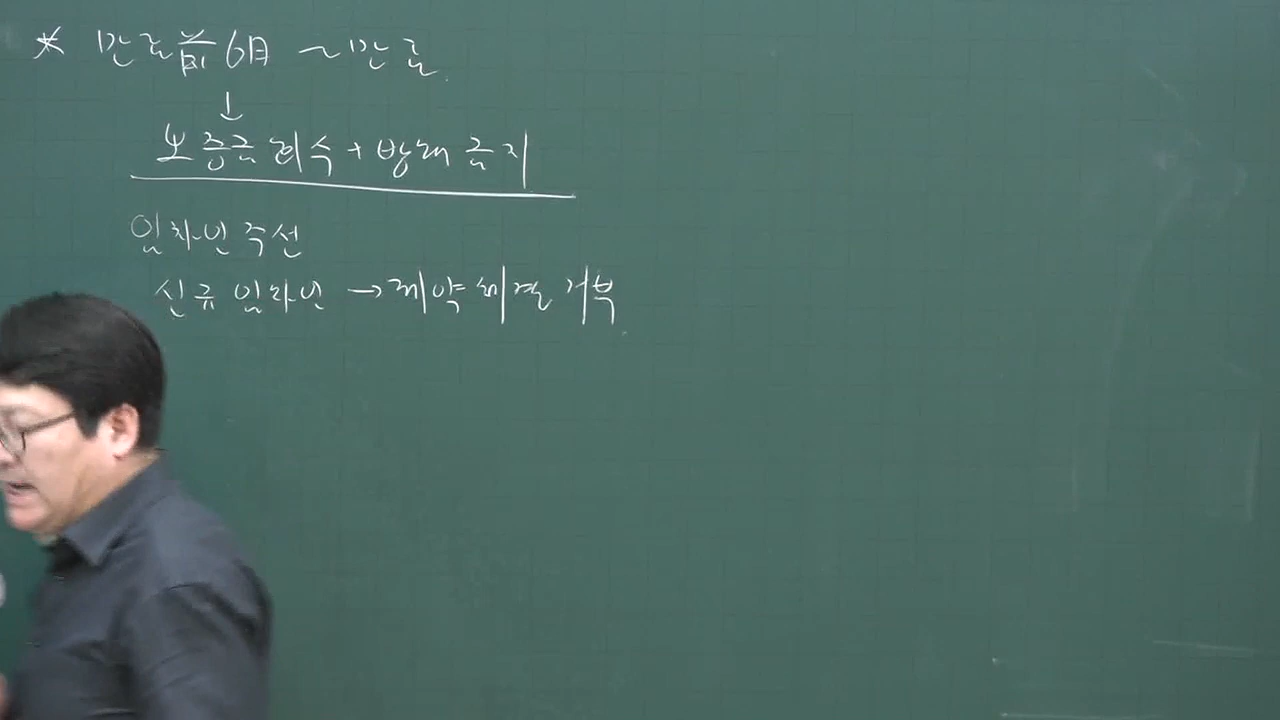 * 만료前 6月 ~ 만료.
↓
보증금 회수 + 방해 금지
임차인 주선
신규 임차인 → 계약 체결 거부